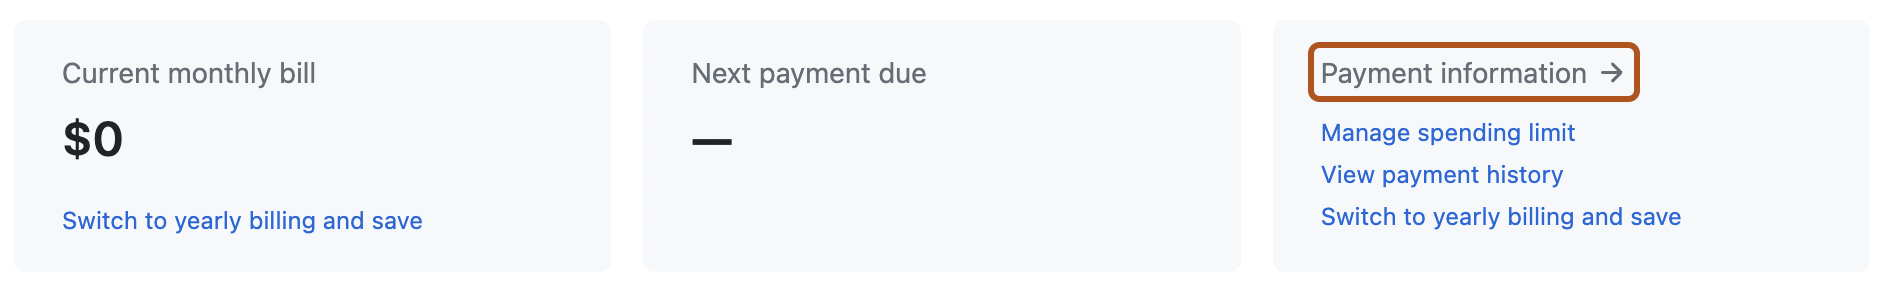 Current monthly bill
$0
Switch to yearly billing and save
Next payment due
—
Payment information →
Manage spending limit
View payment history
Switch to yearly billing and save